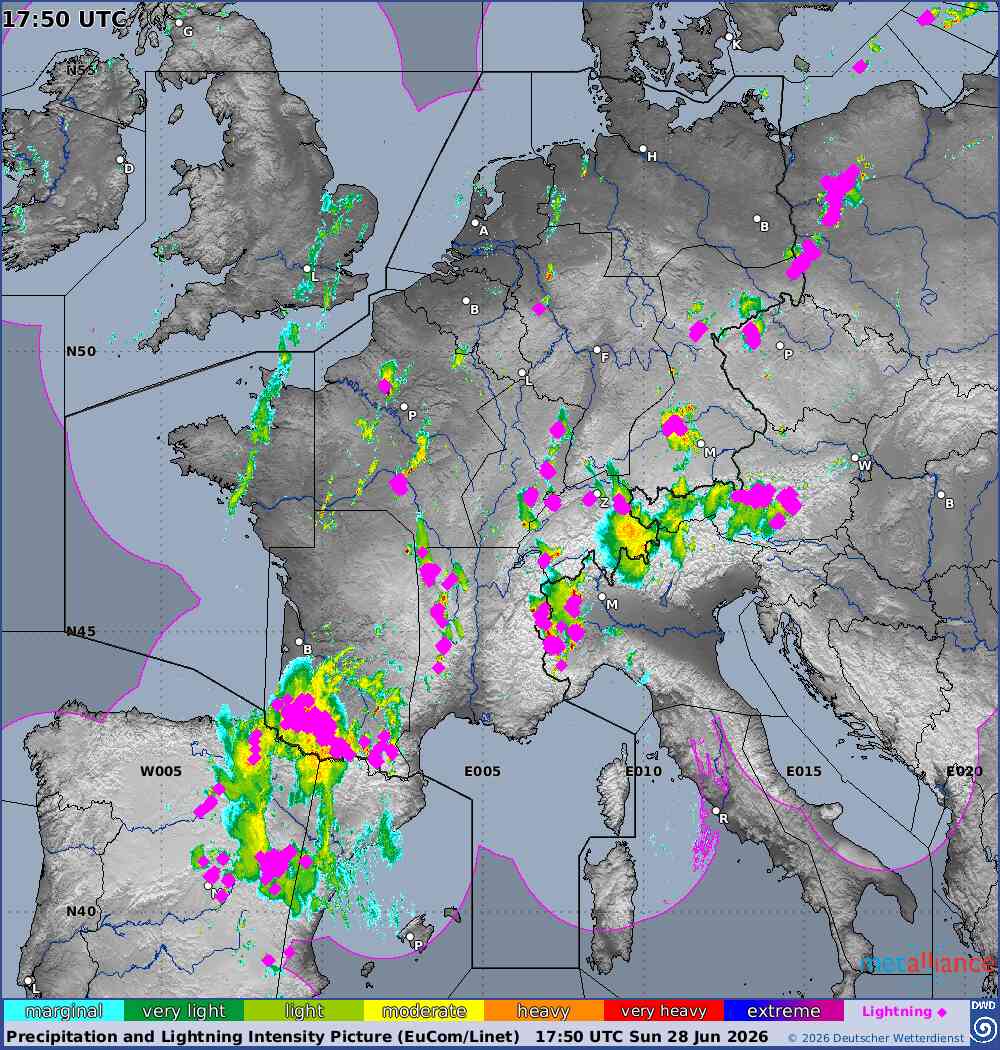 17:50 UTC
G
K
N55
D
H
A
B
L
B
N50
F
P
L
P
M
W
Z
B
M
N45
B
W005
E005
E010
E015
E020
R
N40
P
L
metalliance
marginal
very light
light
moderate
heavy
very heavy
extreme
Lightning
DWD
Precipitation and Lightning Intensity Picture (EuCom/Linet) 17:50 UTC Sun 28 Jun 2026 © 2026 Deutscher Wetterdienst